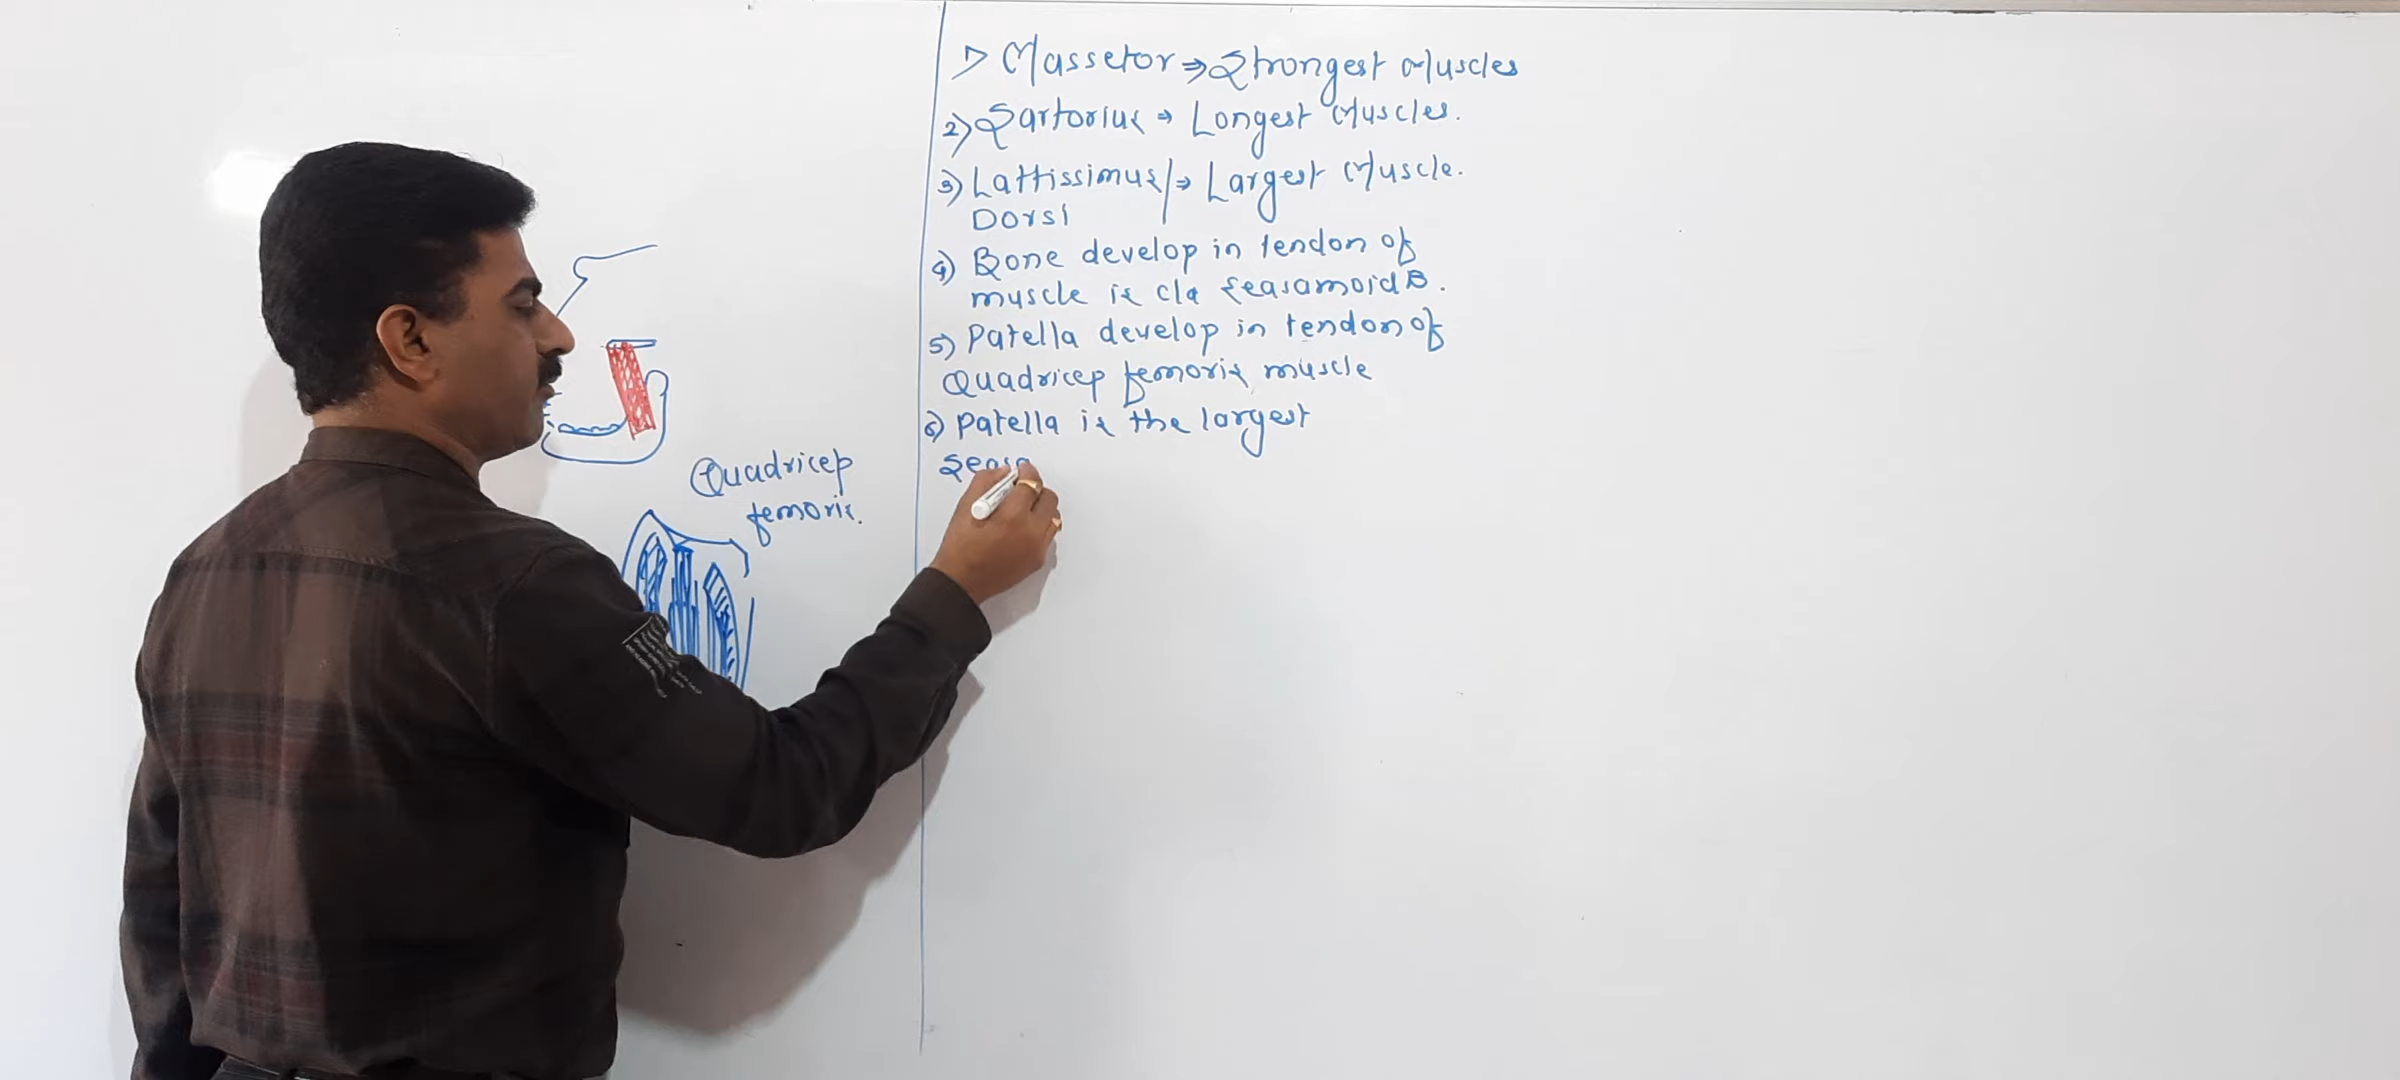 Quadricep
femoris.
1> Massetor ⇒ Strongest Muscles
2) Sartorius ⇒ Longest Muscles.
3) Lattissimus/⇒ Largest Muscle.
Dorsi
4) Bone develop in tendon of
muscle is cla seasamoid B.
5) Patella develop in tendon of
Quadricep femoris muscle
6) Patella is the largest
seasa